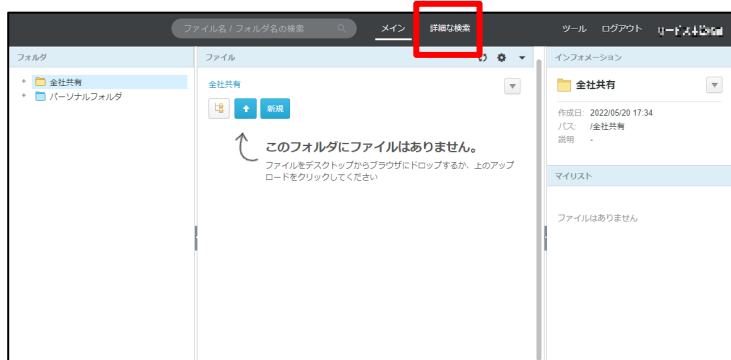 ファイル名 / フォルダ名の検索 メイン 詳細な検索 ツール ログアウト
フォルダ
全社共有
パーソナルフォルダ
ファイル
全社共有
新規
このフォルダにファイルはありません。
ファイルをデスクトップからブラウザにドロップするか、上のアップ
ロードをクリックしてください
インフォメーション
全社共有
作成日: 2022/05/20 17:34
パス: /全社共有
説明 -
マイリスト
ファイルはありません